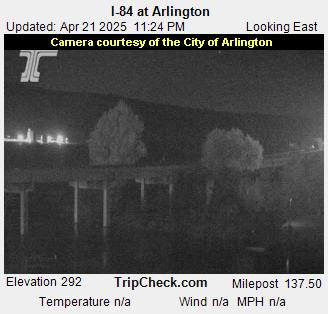 I-84 at Arlington
Updated: Apr 21 2025 11:24 PM Looking East
Camera courtesy of the City of Arlington
Elevation 292 TripCheck.com Milepost 137.50
Temperature n/a Wind n/a MPH n/a